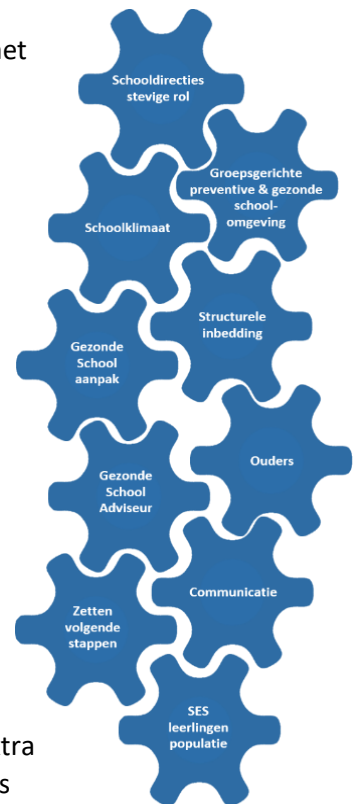 net
Schooldirecties
stevige rol
Groepsgerichte
preventive & gezonde
school-
omgeving
Schoolklimaat
Structurele
inbedding
Gezonde
School
aanpak
Ouders
Gezonde
School
Adviseur
Communicatie
Zetten
volgende
stappen
SES
leerlingen
populatie
tra
s